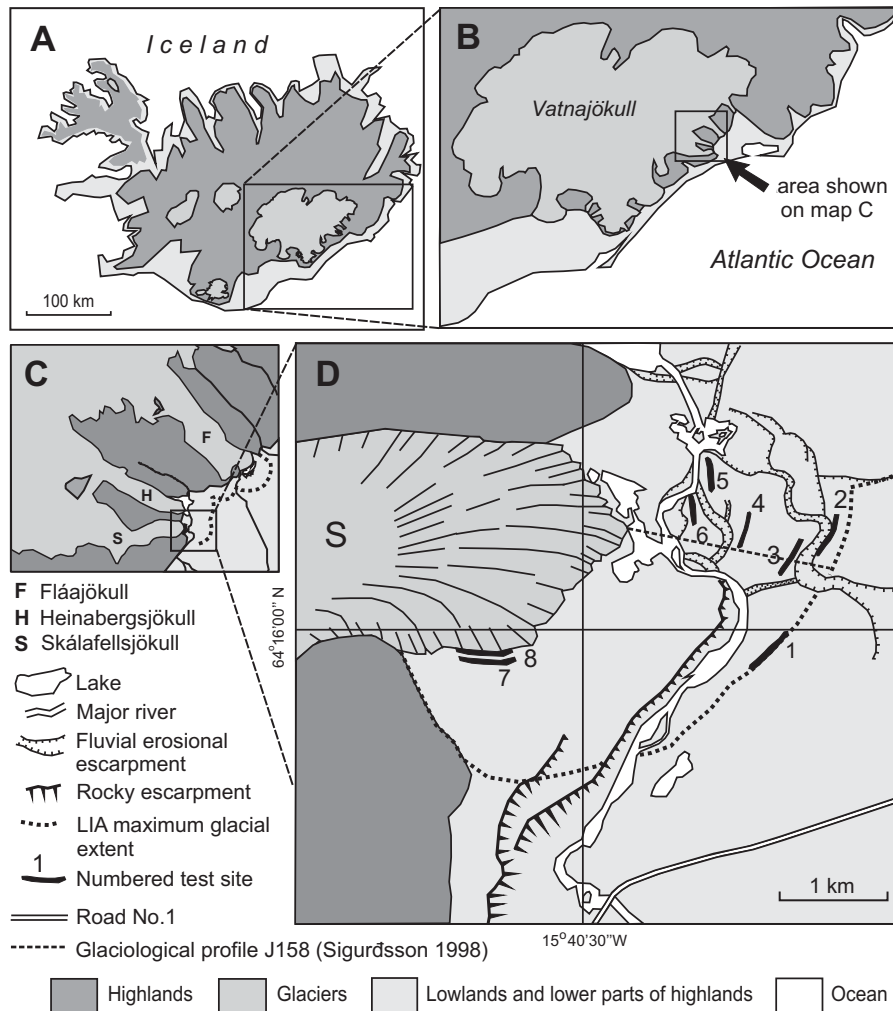 A
Iceland
100 km
B
Vatnajökull
area shown
on map C
Atlantic Ocean
C
F
H
S
D
S
5
4
2
6
3
1
8
7
64°16'00'' N
15°40'30''W
1 km
F Fláajökull
H Heinabergsjökull
S Skálafellsjökull
Lake
Major river
Fluvial erosional
escarpment
Rocky escarpment
LIA maximum glacial
extent
1
Numbered test site
Road No.1
Glaciological profile J158 (Sigurđsson 1998)
Highlands
Glaciers
Lowlands and lower parts of highlands
Ocean